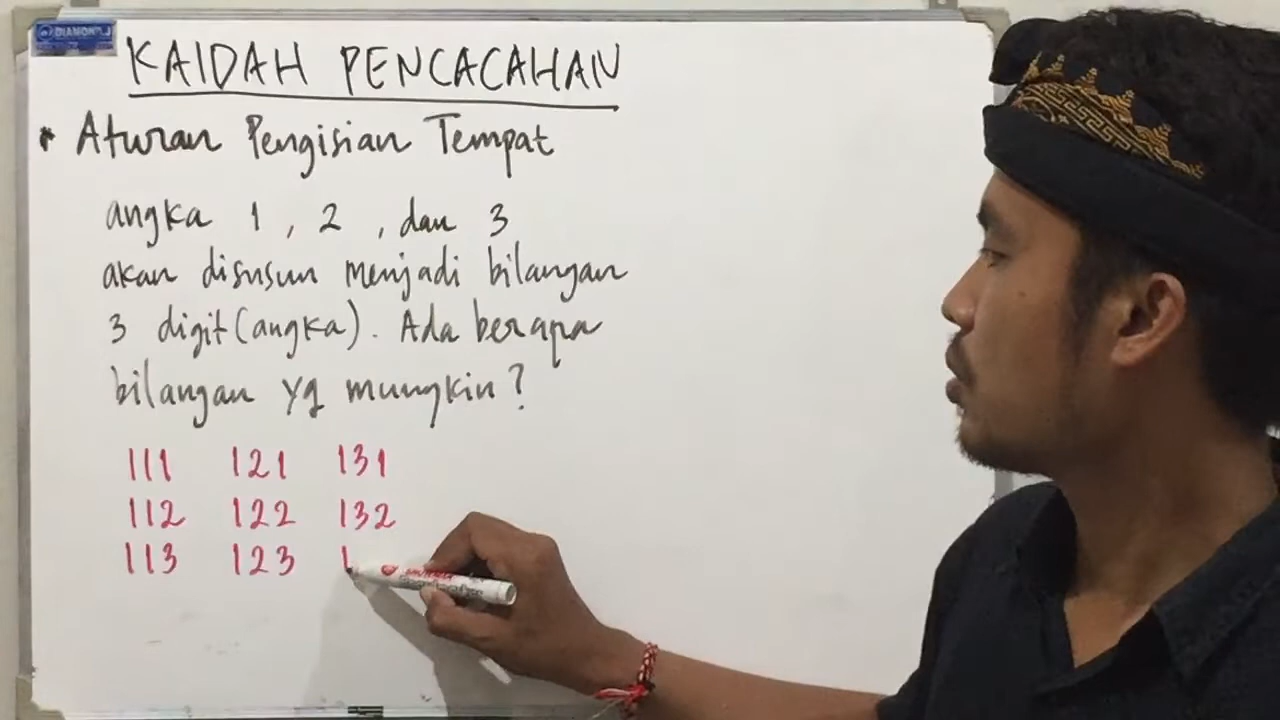 DIAMOND
KAIDAH PENCACAHAN
• Aturan Pengisian Tempat
angka 1, 2, dan 3
akan disusun menjadi bilangan
3 digit (angka). Ada berapa
bilangan yg mungkin?
111 121 131
112 122 132
113 123 1